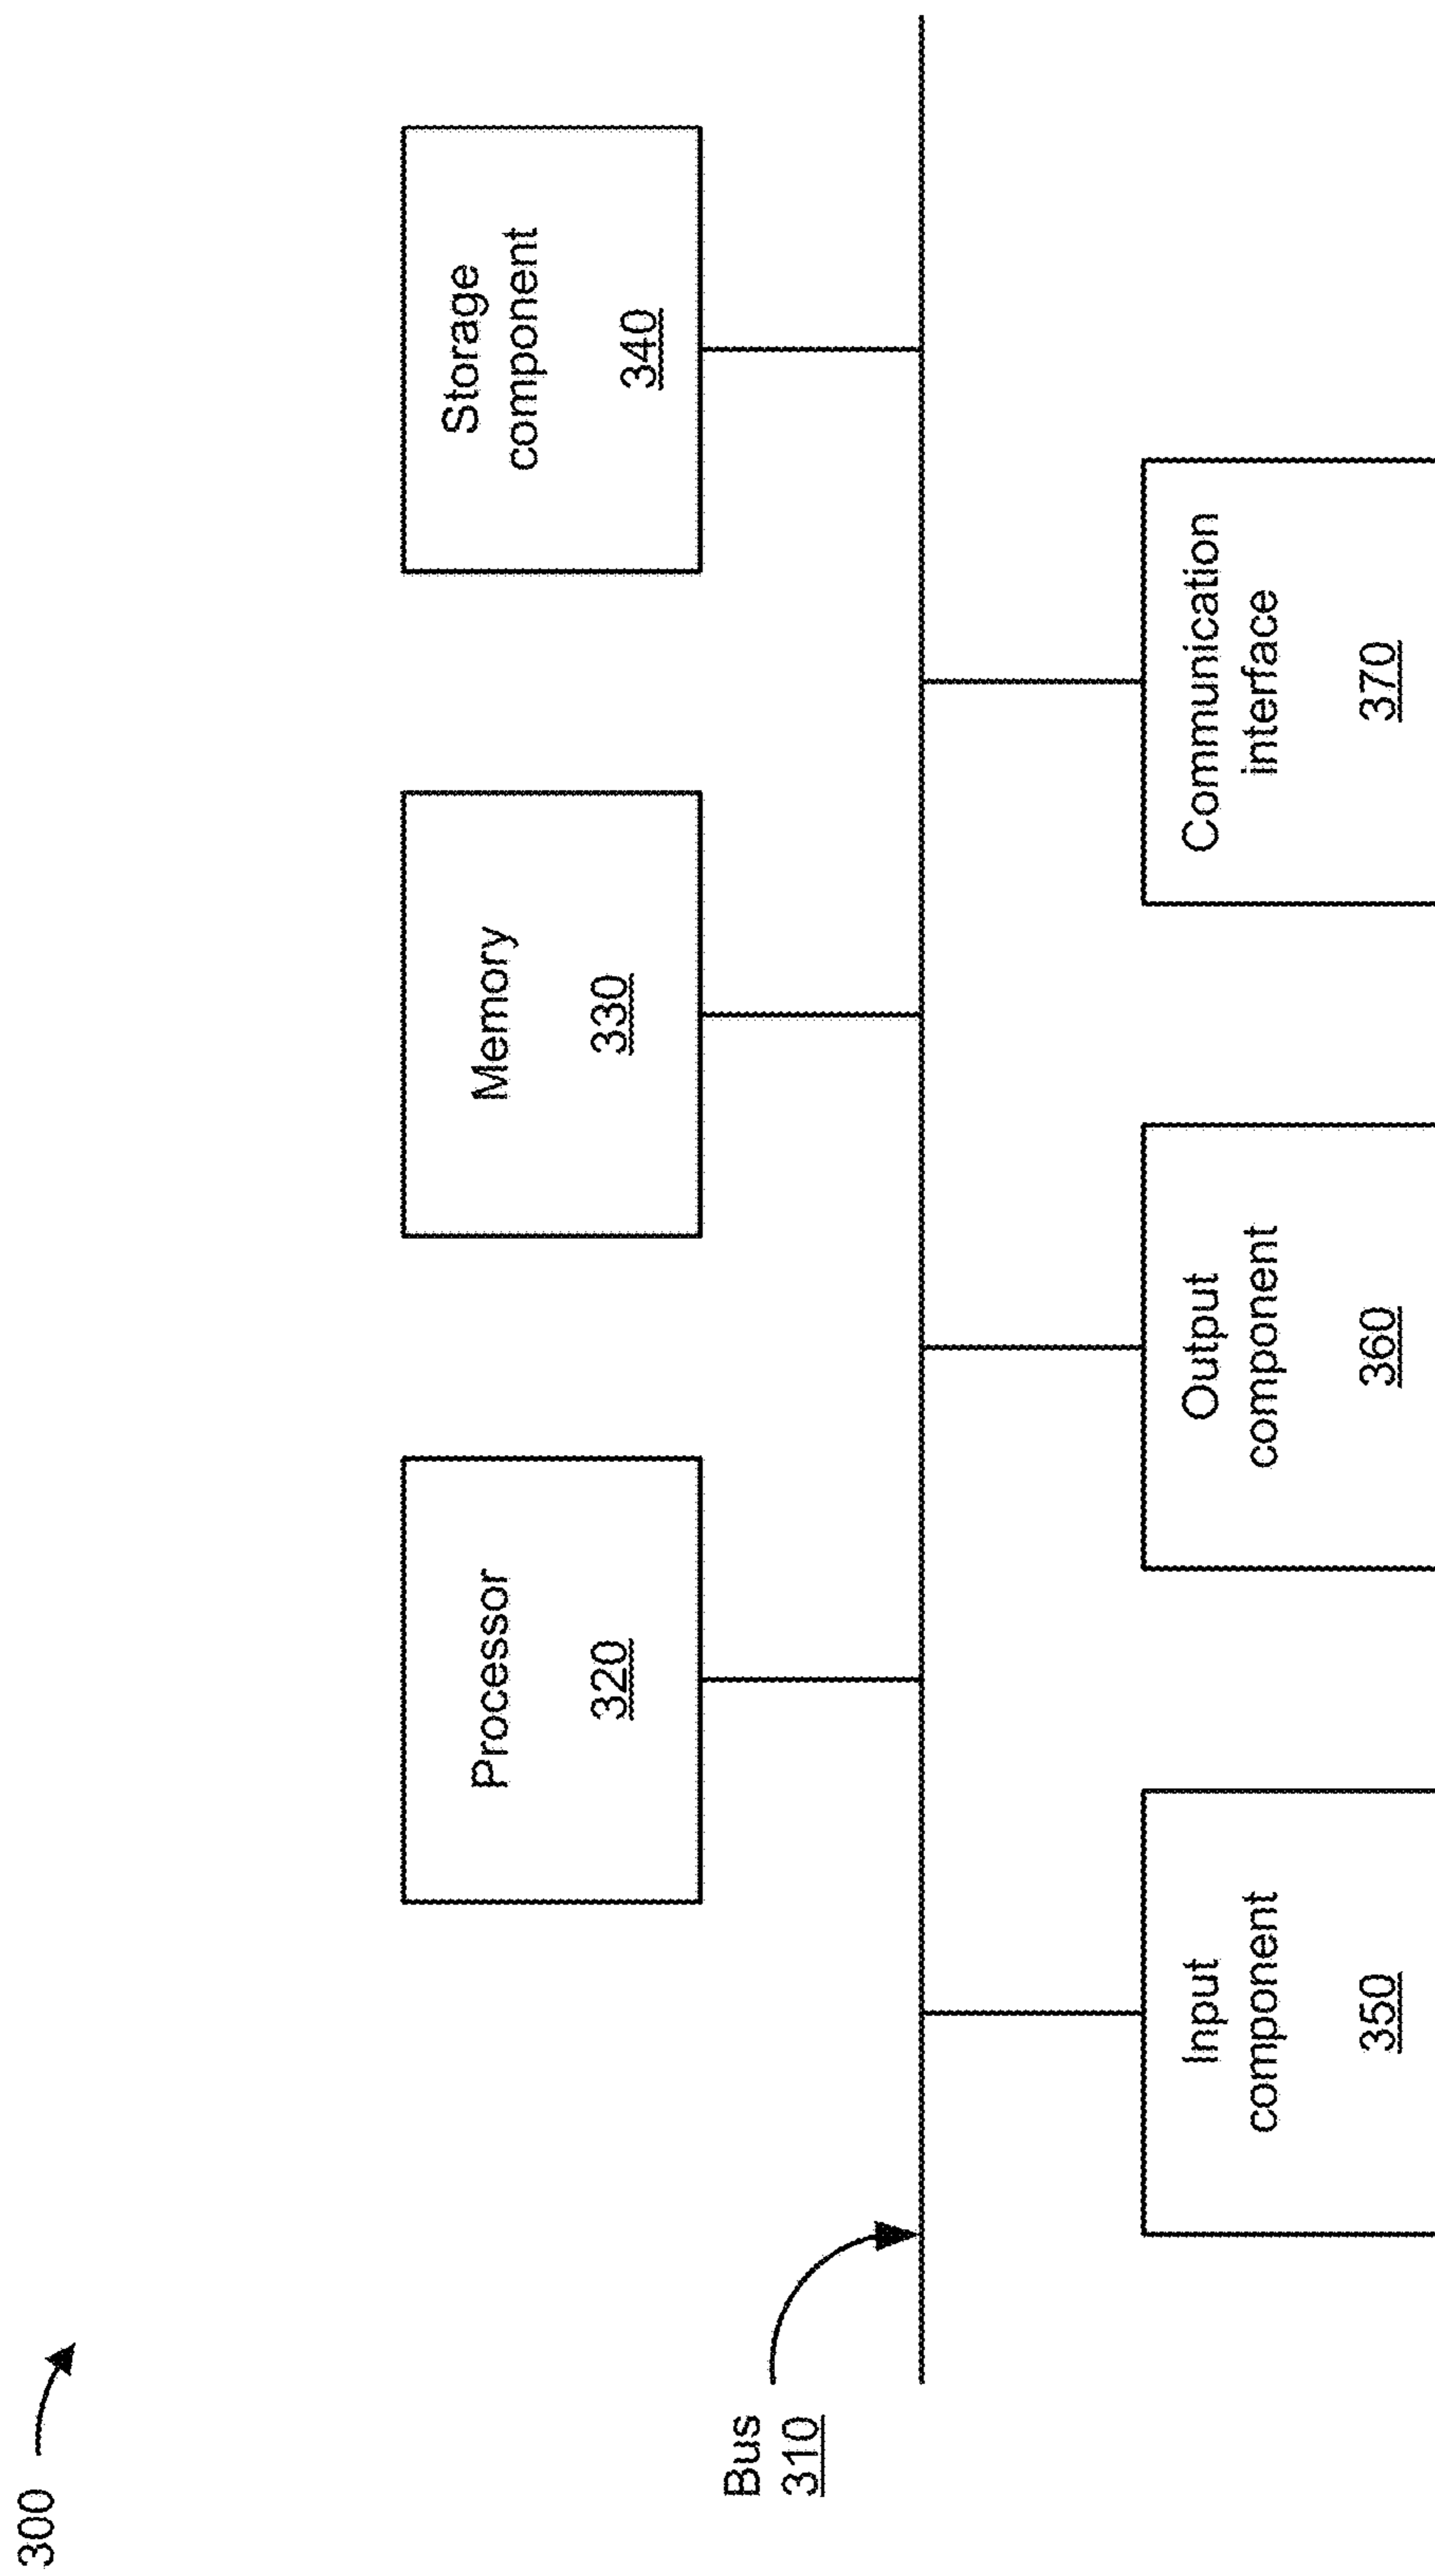 300
Processor
320
Memory
330
Storage
component
340
Bus
310
Input
component
350
Output
component
360
Communication
interface
370